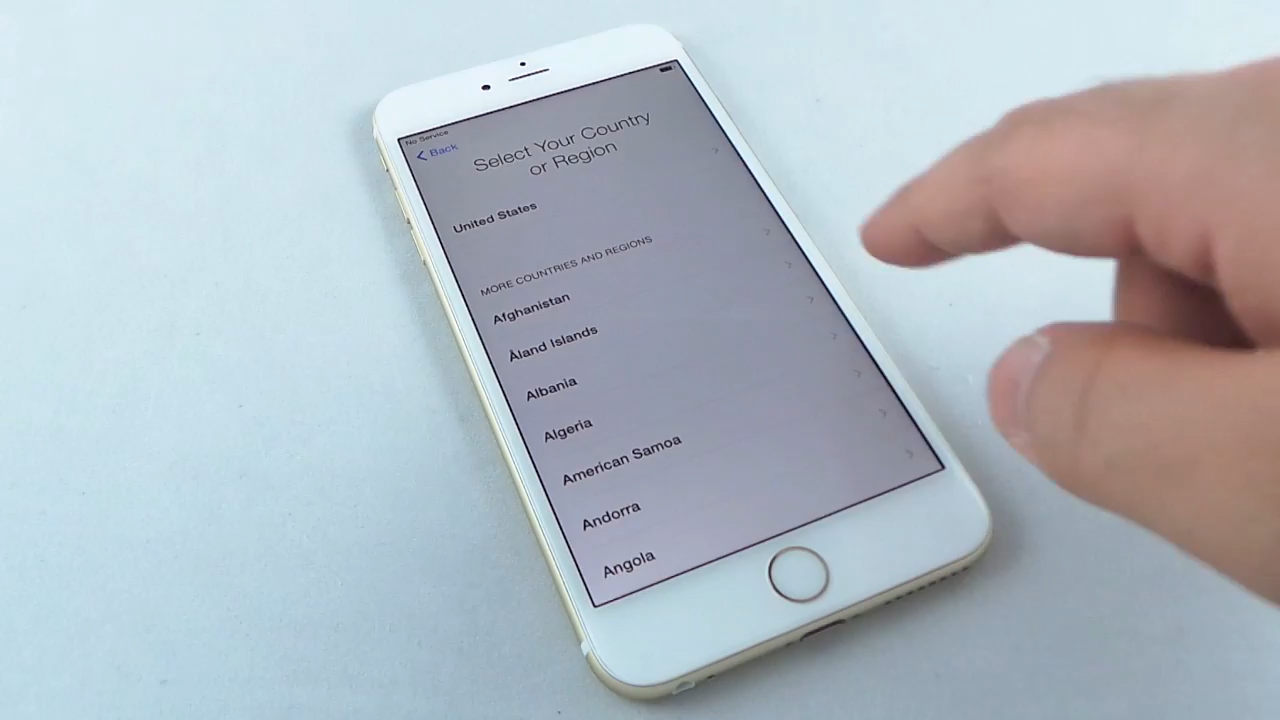 No Service
Back
Select Your Country
or Region
United States
MORE COUNTRIES AND REGIONS
Afghanistan
Åland Islands
Albania
Algeria
American Samoa
Andorra
Angola